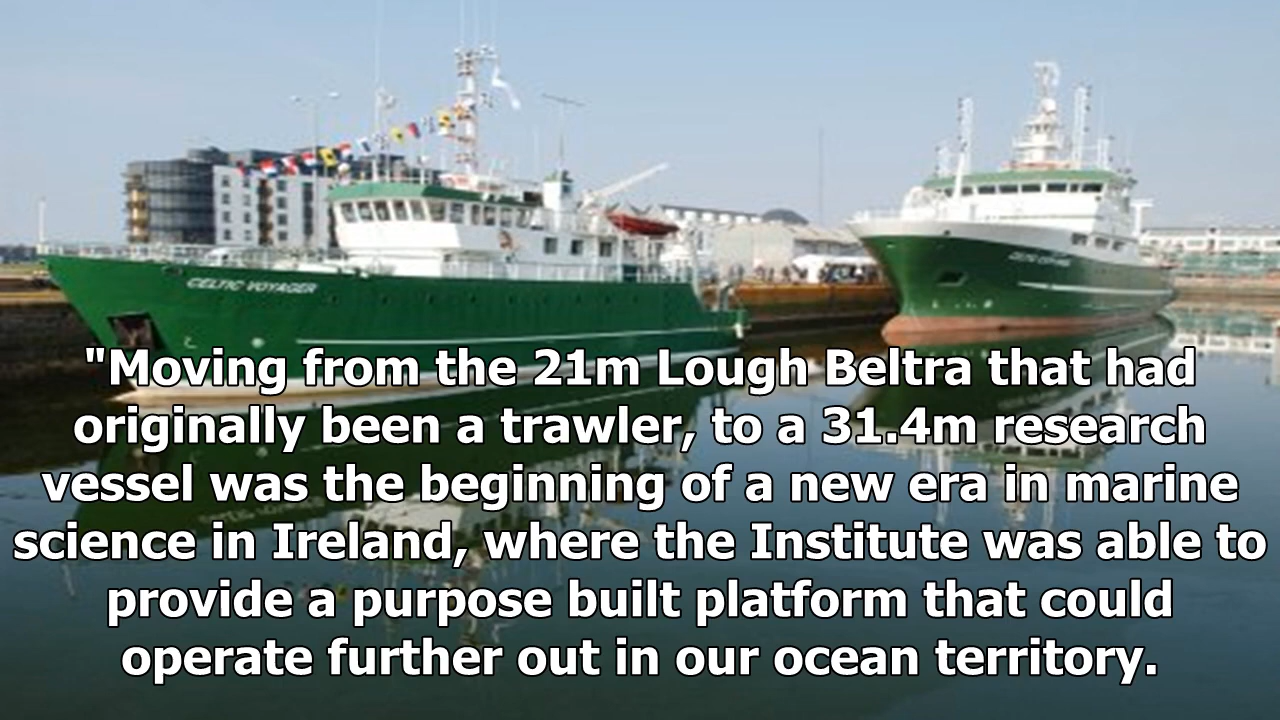 CELTIC VOYAGER
"Moving from the 21m Lough Beltra that had
originally been a trawler, to a 31.4m research
vessel was the beginning of a new era in marine
science in Ireland, where the Institute was able to
provide a purpose built platform that could
operate further out in our ocean territory.